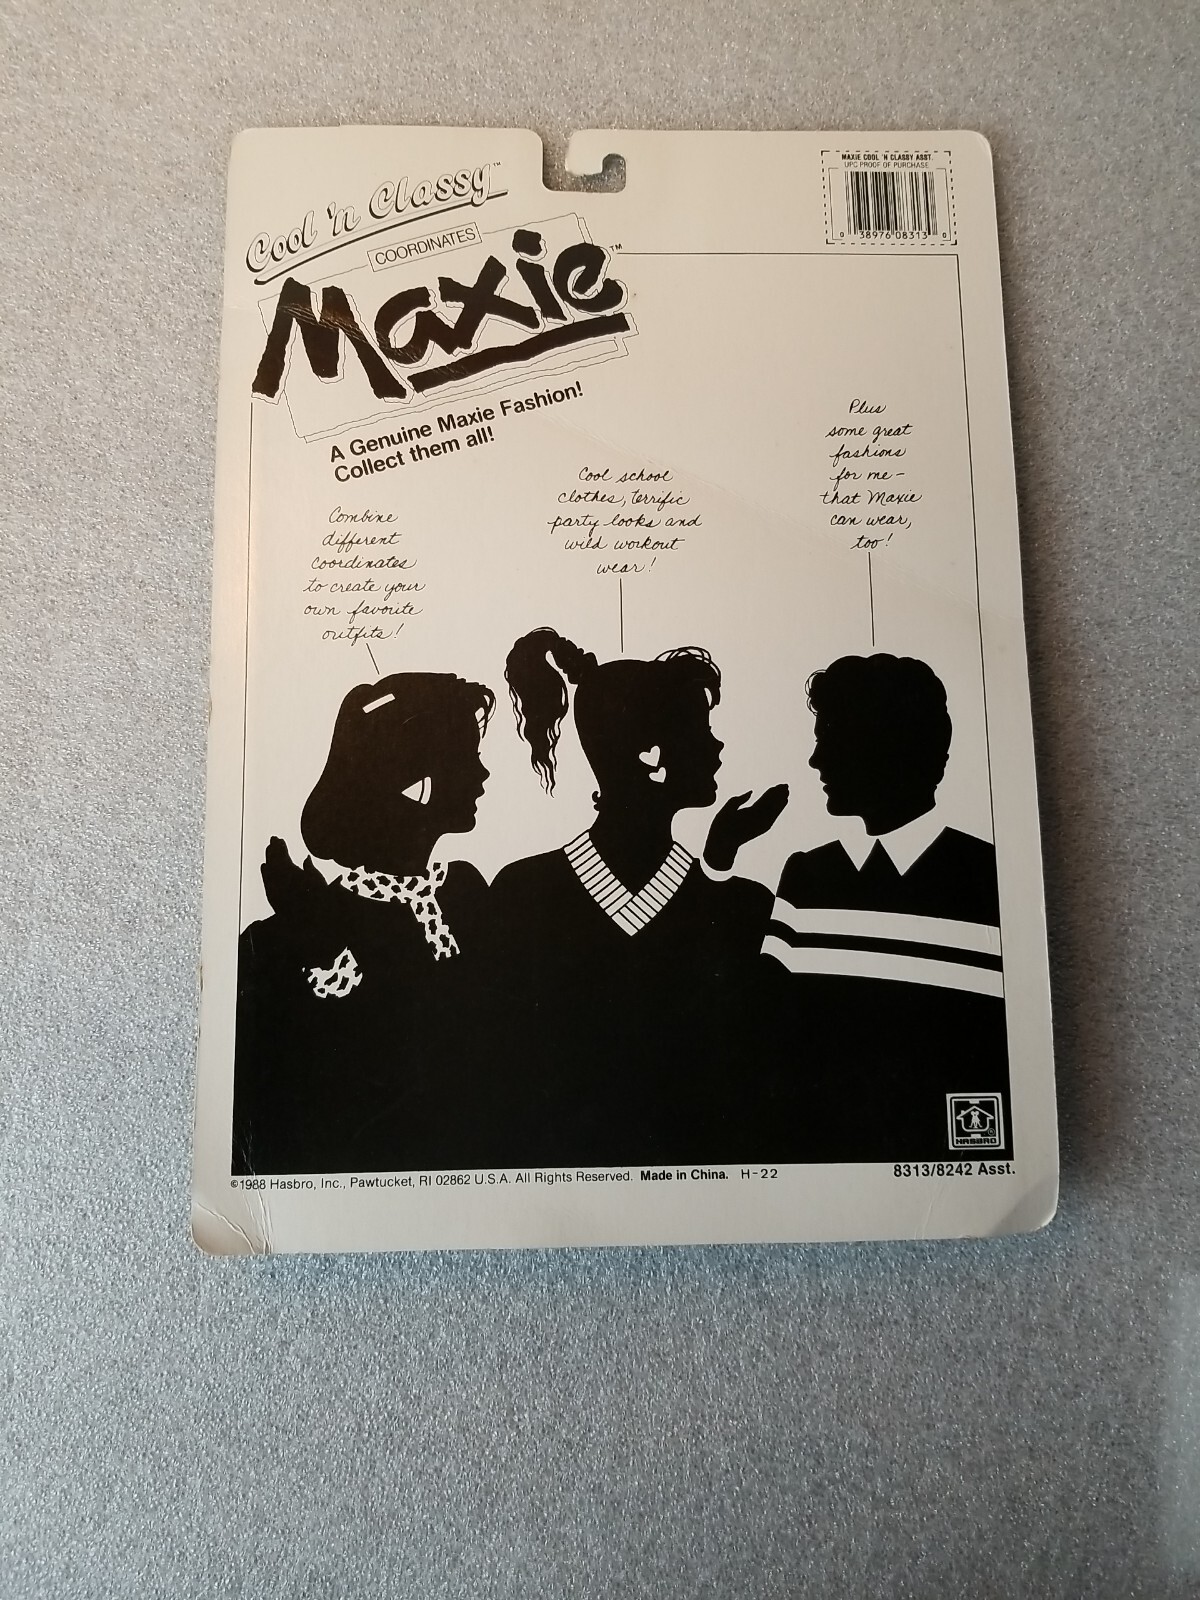 Cool 'n Classy™
COORDINATES
Maxie™
A Genuine Maxie Fashion!
Collect them all!
MAXIE COOL 'N CLASSY ASST.
UPC PROOF OF PURCHASE
0 38976 08313 0
Combine
different
coordinates
to create your
own favorite
outfits!
Cool school
clothes, terrific
party looks and
wild workout
wear!
Plus
some great
fashions
for me-
that Maxie
can wear,
too!
HASBRO®
©1988 Hasbro, Inc., Pawtucket, RI 02862 U.S.A. All Rights Reserved. Made in China. H-22
8313/8242 Asst.